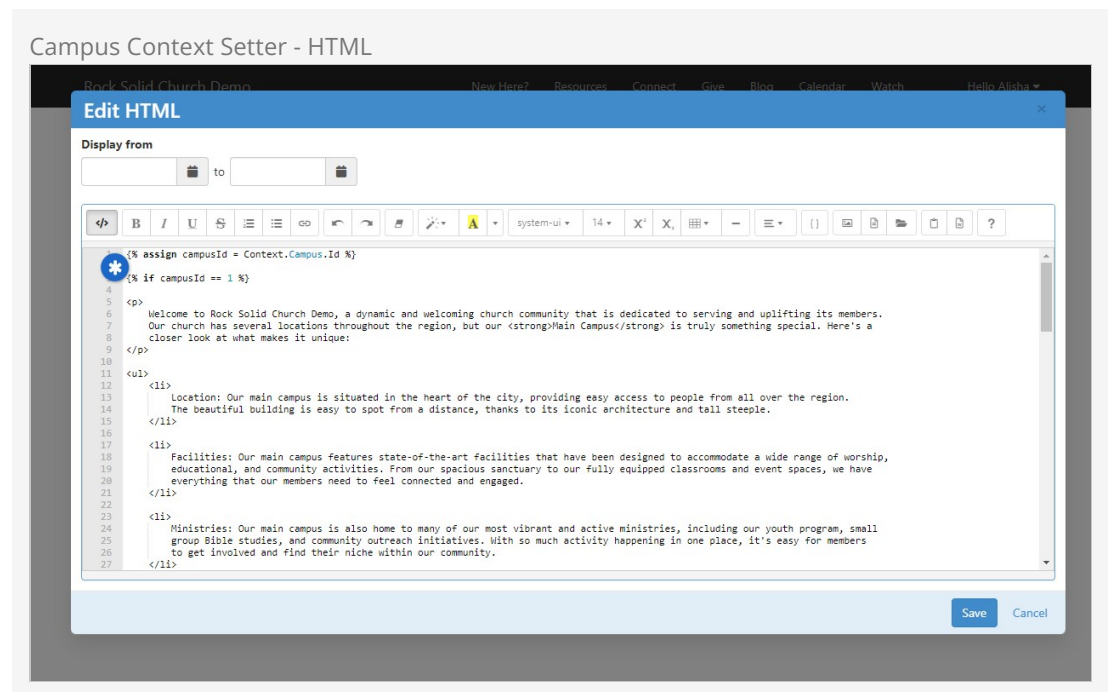 Campus Context Setter - HTML
Rock Solid Church Demo New Here? Resources Connect Give Blog Calendar Watch Hello Alisha
Edit HTML ×
Display from
to
</> B I U S system-ui 14 X² X, { } ?
{% assign campusId = Context.Campus.Id %}
{% if campusId == 1 %}
4
5 <p>
6 Welcome to Rock Solid Church Demo, a dynamic and welcoming church community that is dedicated to serving and uplifting its members.
7 Our church has several locations throughout the region, but our <strong>Main Campus</strong> is truly something special. Here's a
8 closer look at what makes it unique:
9 </p>
10
11 <ul>
12 <li>
13 Location: Our main campus is situated in the heart of the city, providing easy access to people from all over the region.
14 The beautiful building is easy to spot from a distance, thanks to its iconic architecture and tall steeple.
15 </li>
16
17 <li>
18 Facilities: Our main campus features state-of-the-art facilities that have been designed to accommodate a wide range of worship,
19 educational, and community activities. From our spacious sanctuary to our fully equipped classrooms and event spaces, we have
20 everything that our members need to feel connected and engaged.
21 </li>
22
23 <li>
24 Ministries: Our main campus is also home to many of our most vibrant and active ministries, including our youth program, small
25 group Bible studies, and community outreach initiatives. With so much activity happening in one place, it's easy for members
26 to get involved and find their niche within our community.
27 </li>
Save Cancel